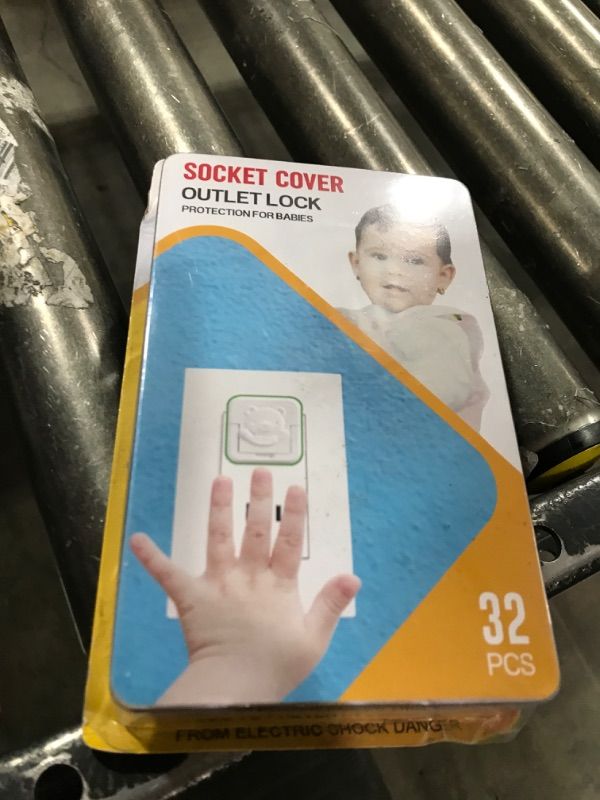 SOCKET COVER
OUTLET LOCK
PROTECTION FOR BABIES
32
PCS
FROM ELECTRIC SHOCK DANGER